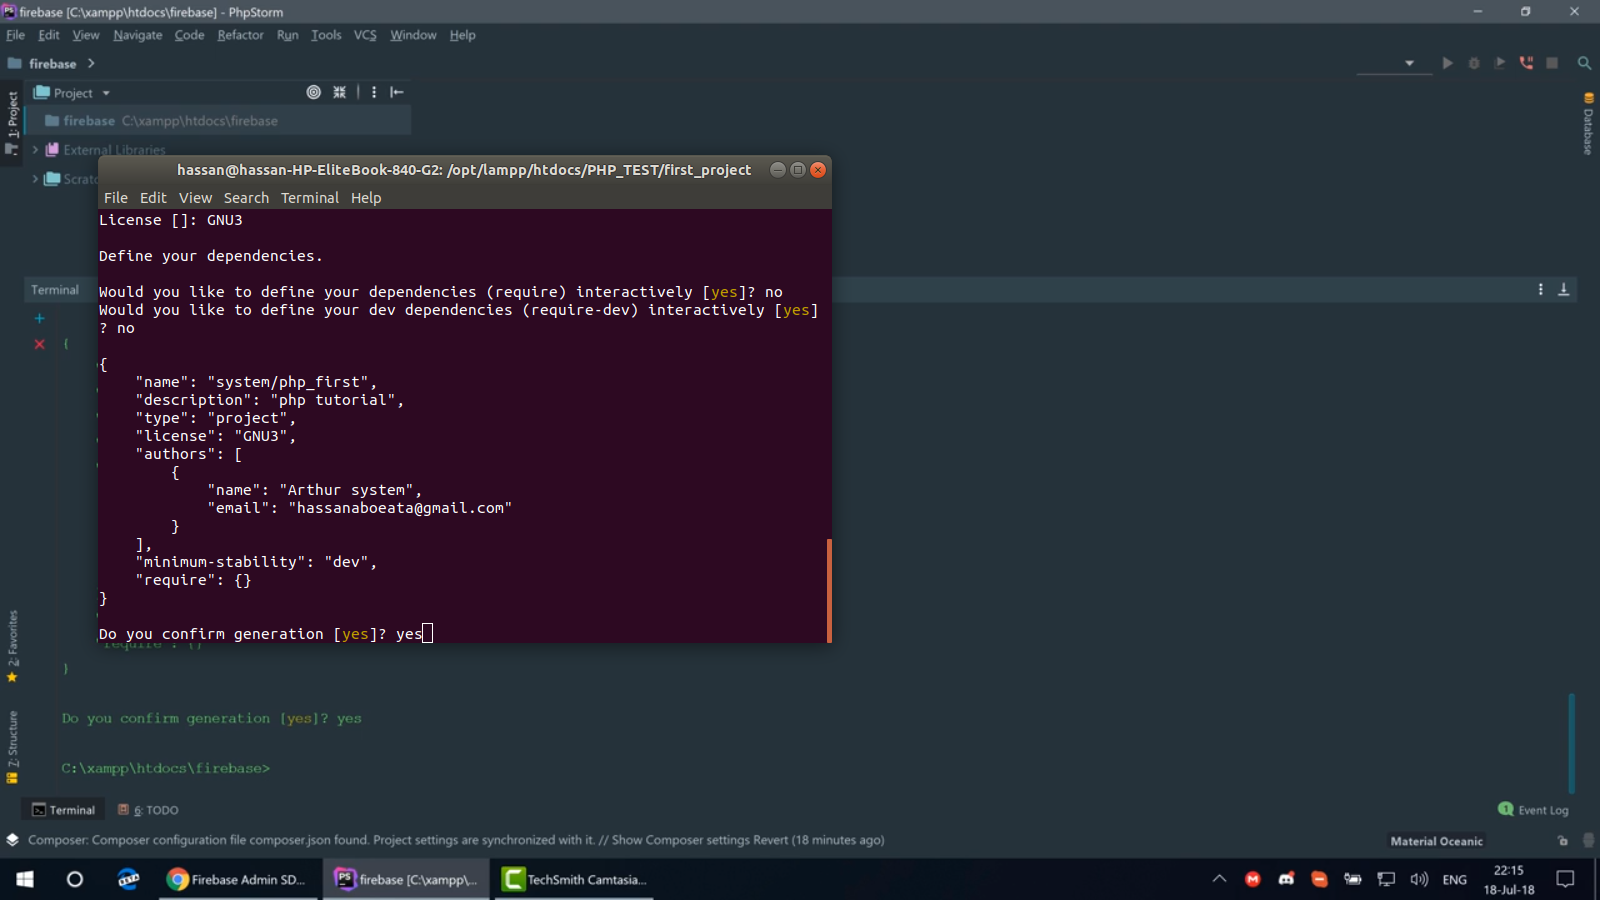 firebase [C:\xampp\htdocs\firebase] - PhpStorm
File Edit View Navigate Code Refactor Run Tools VCS Window Help
firebase
Project
firebase C:\xampp\htdocs\firebase
External Libraries
1: Project
Database
hassan@hassan-HP-EliteBook-840-G2: /opt/lampp/htdocs/PHP_TEST/first_project
File Edit View Search Terminal Help
License []: GNU3
Define your dependencies.
Terminal
Would you like to define your dependencies (require) interactively [yes]? no
Would you like to define your dev dependencies (require-dev) interactively [yes]
? no
{
{
"name": "system/php_first",
"description": "php tutorial",
"type": "project",
"license": "GNU3",
"authors": [
{
"name": "Arthur system",
"email": "hassanaboeata@gmail.com"
}
],
"minimum-stability": "dev",
"require": {}
}
Do you confirm generation [yes]? yes
}
2: Favorites
Do you confirm generation [yes]? yes
Z: Structure
C:\xampp\htdocs\firebase>
Terminal 6: TODO
1 Event Log
Composer: Composer configuration file composer.json found. Project settings are synchronized with it. // Show Composer settings Revert (18 minutes ago)
Material Oceanic
BETA
Firebase Admin SD...
PS firebase [C:\xampp\...
TechSmith Camtasia...
ENG
22:15
18-Jul-18